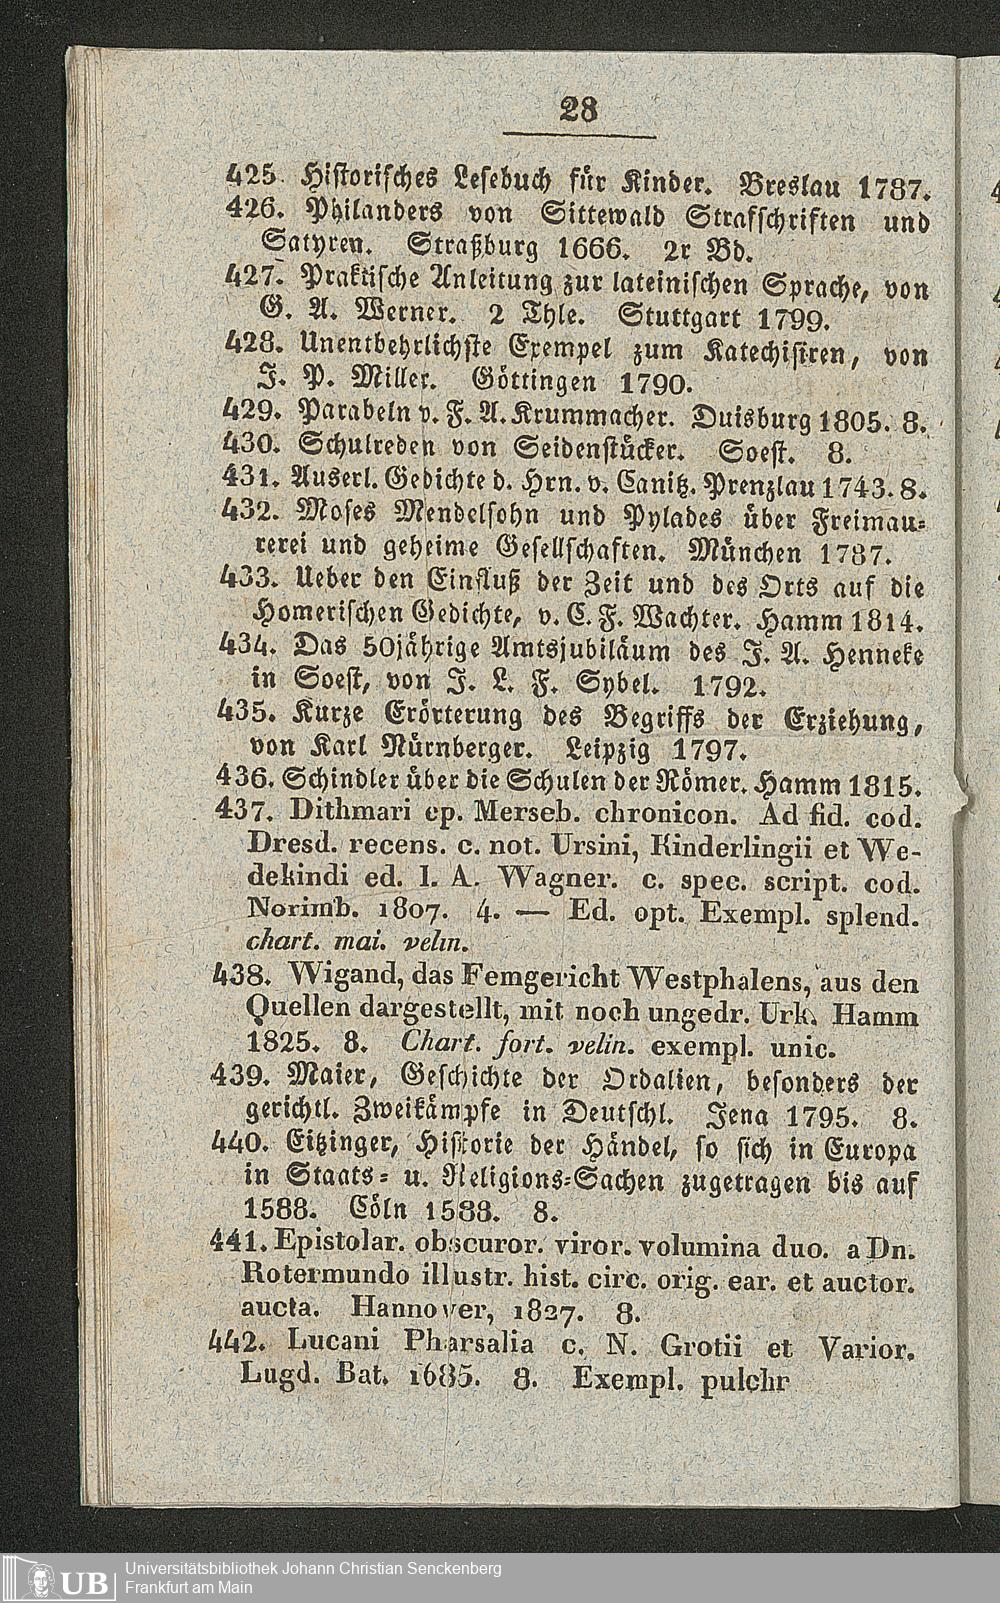 28
425. Historisches Lesebuch für Kinder. Breslau 1787.
426. Philanders von Sittewald Strafschriften und
Satyren. Straßburg 1666. 2r Bd.
427. Praktische Anleitung zur lateinischen Sprache, von
G. A. Werner. 2 Thle. Stuttgart 1799.
428. Unentbehrlichste Exempel zum Katechisiren, von
J. P. Miller. Göttingen 1790.
429. Parabeln v. F. A. Krummacher. Duisburg 1805. 8.
430. Schulreden von Seidenstücker. Soest. 8.
431. Auserl. Gedichte d. Hrn. v. Canitz. Prenzlau 1743. 8.
432. Moses Mendelsohn und Pylades über Freimau-
rerei und geheime Gesellschaften. München 1787.
433. Ueber den Einfluß der Zeit und des Orts auf die
Homerischen Gedichte, v. C. F. Wachter. Hamm 1814.
434. Das 50jährige Amtsjubiläum des J. A. Henneke
in Soest, von J. L. F. Sybel. 1792.
435. Kurze Erörterung des Begriffs der Erziehung,
von Karl Nürnberger. Leipzig 1797.
436. Schindler über die Schulen der Römer. Hamm 1815.
437. Dithmari ep. Merseb. chronicon. Ad fid. cod.
Dresd. recens. c. not. Ursini, Kinderlingii et We-
dekindi ed. I. A. Wagner. c. spec. script. cod.
Norimb. 1807. 4. — Ed. opt. Exempl. splend.
chart. mai. velin.
438. Wigand, das Femgericht Westphalens, aus den
Quellen dargestellt, mit noch ungedr. Urk. Hamm
1825. 8. Chart. fort. velin. exempl. unic.
439. Maier, Geschichte der Ordalien, besonders der
gerichtl. Zweikämpfe in Deutschl. Jena 1795. 8.
440. Eitzinger, Historie der Händel, so sich in Europa
in Staats- u. Religions-Sachen zugetragen bis auf
1588. Cöln 1588. 8.
441. Epistolar. obscuror. viror. volumina duo. a Dn.
Rotermundo illustr. hist. circ. orig. ear. et auctor.
aucta. Hannover, 1827. 8.
442. Lucani Pharsalia c. N. Grotii et Varior.
Lugd. Bat. 1685. 8. Exempl. pulchr
UB
Universitätsbibliothek Johann Christian Senckenberg
Frankfurt am Main